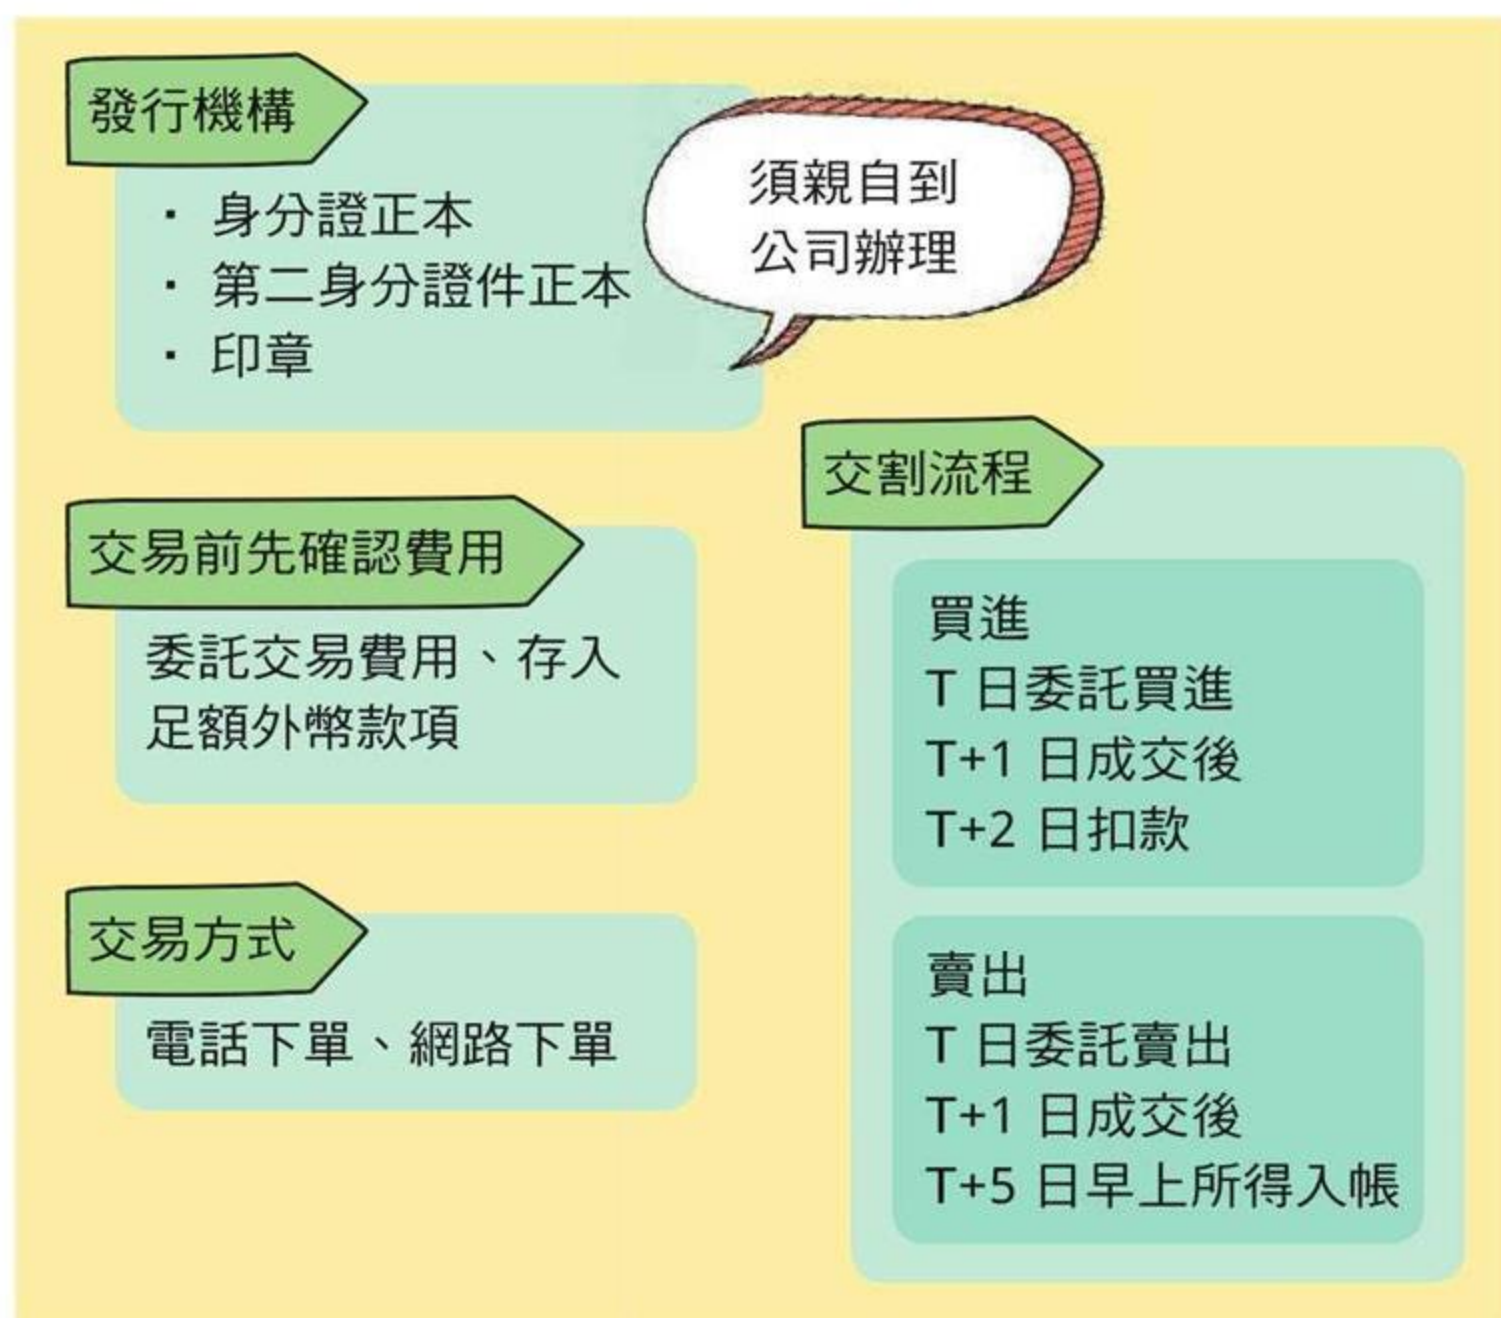 發行機構
· 身分證正本
· 第二身分證件正本
· 印章
須親自到
公司辦理
交易前先確認費用
委託交易費用、存入
足額外幣款項
交易方式
電話下單、網路下單
交割流程
買進
T 日委託買進
T+1 日成交後
T+2 日扣款
賣出
T 日委託賣出
T+1 日成交後
T+5 日早上所得入帳